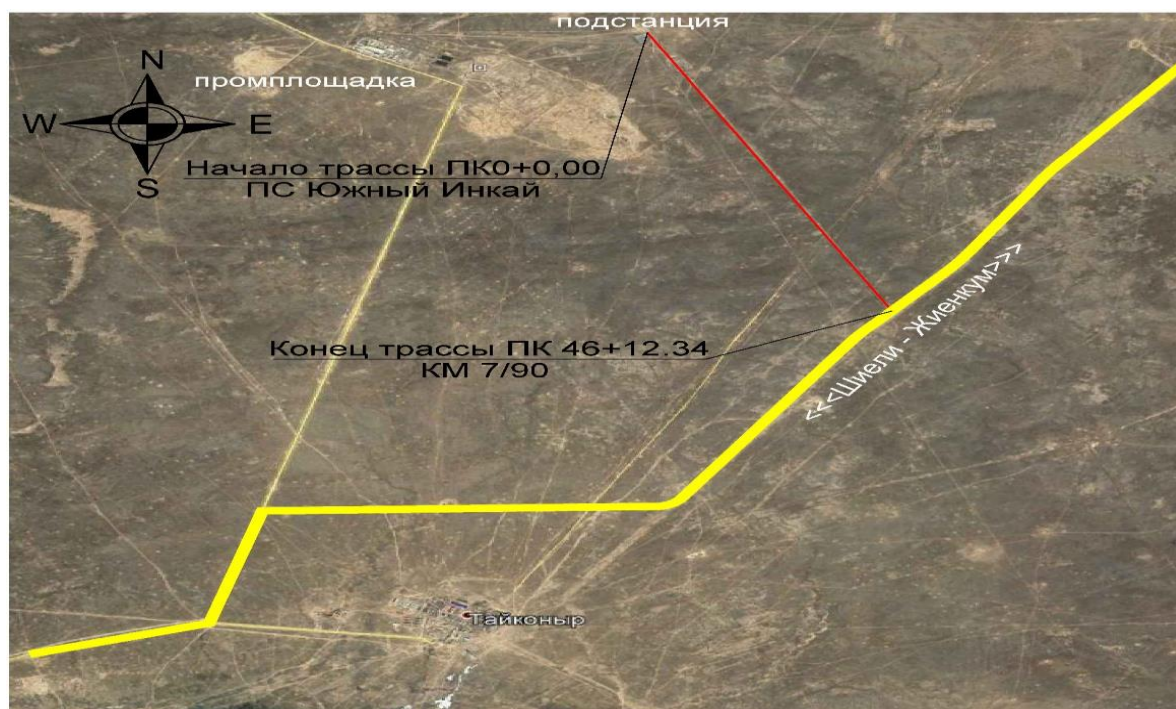 подстанция
N
промплощадка
W
E
S
Начало трассы ПК0+0,00
ПС Южный Инкай
Конец трассы ПК 46+12.34
КМ 7/90
<<<Шиели - Жиенкум>>>
Тайконыр